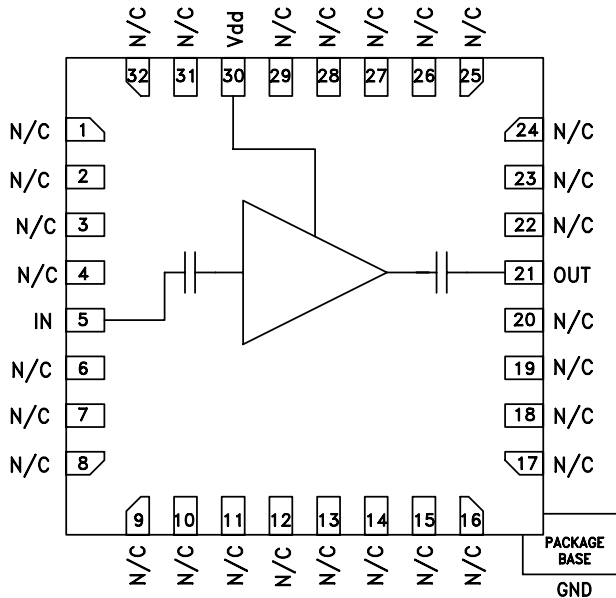 N/C N/C Vdd N/C N/C N/C N/C N/C
32 31 30 29 28 27 26 25
N/C 1 24 N/C
N/C 2 23 N/C
N/C 3 22 N/C
N/C 4 21 OUT
IN 5 20 N/C
N/C 6 19 N/C
N/C 7 18 N/C
N/C 8 17 N/C
9 10 11 12 13 14 15 16
N/C N/C N/C N/C N/C N/C N/C N/C
PACKAGE
BASE
GND